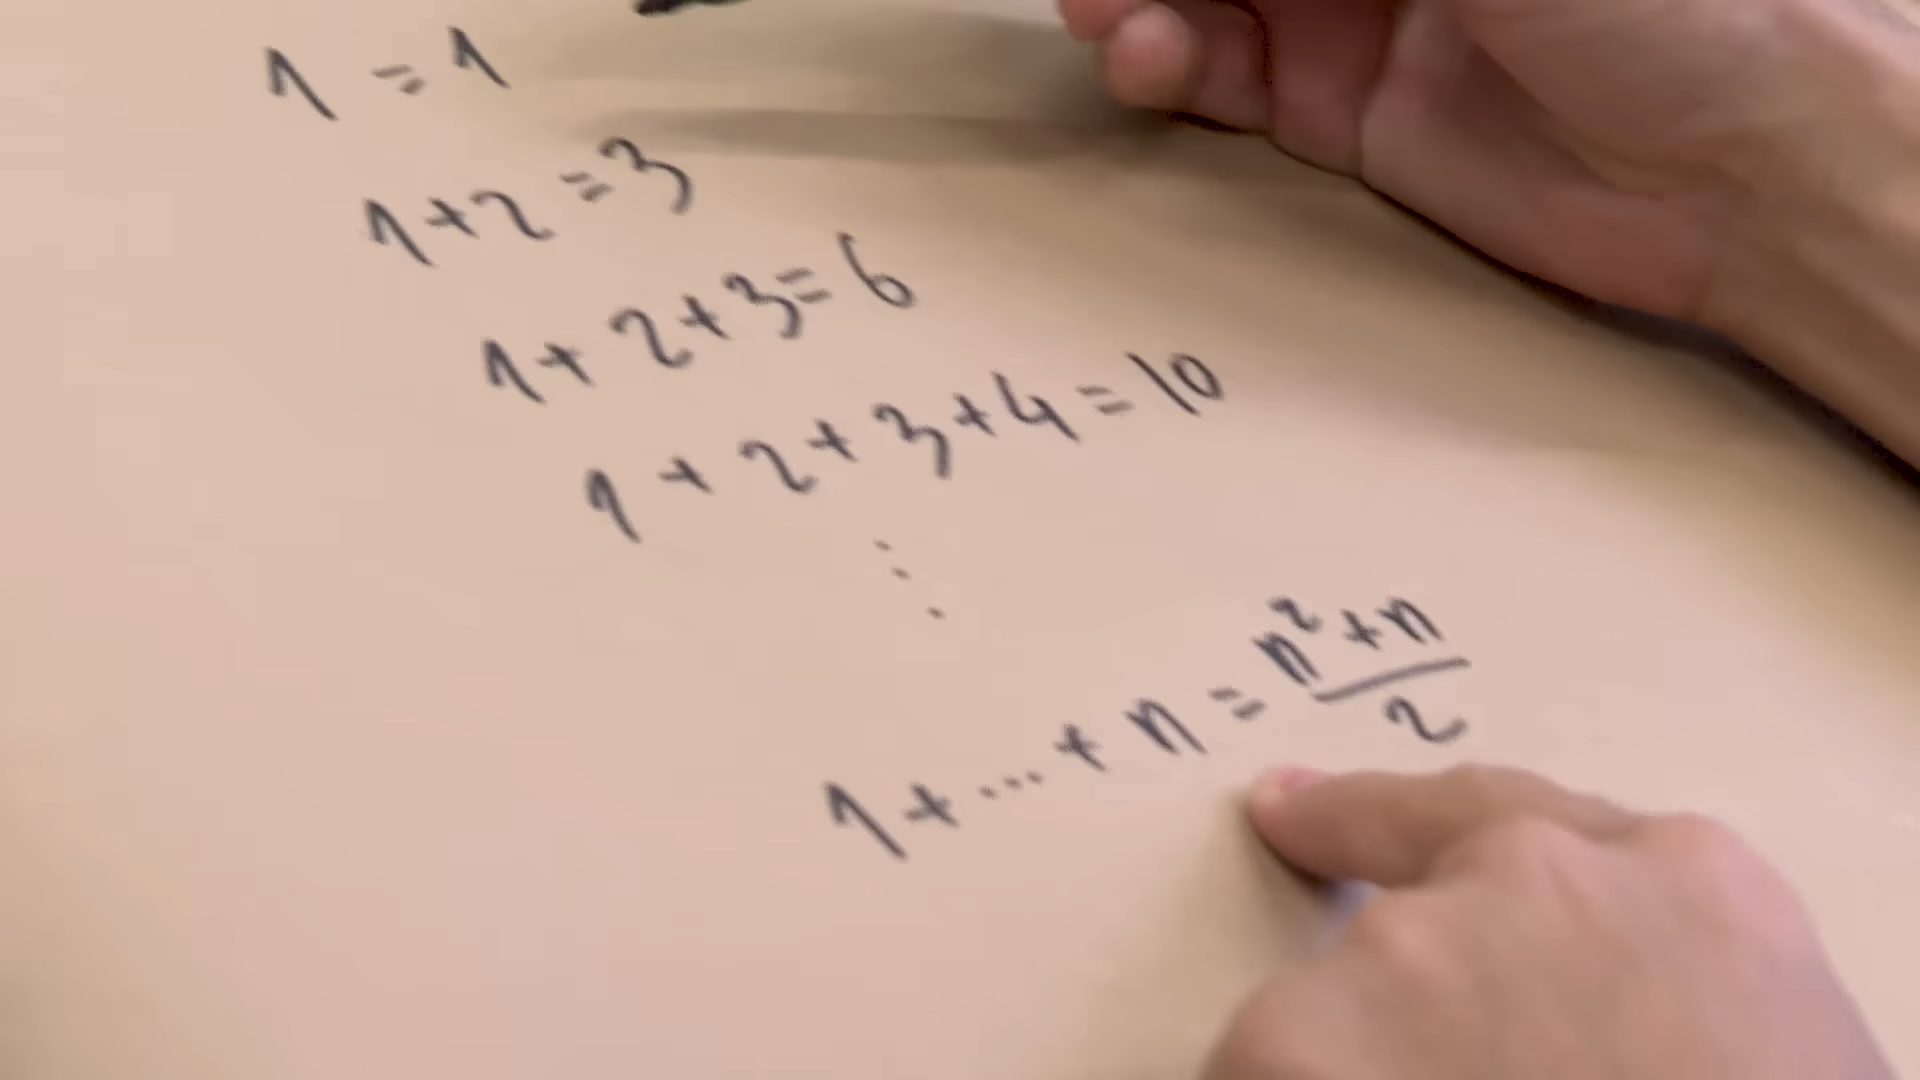 1 = 1
1+2 = 3
1+2+3 = 6
1+2+3+4 = 10
⋮
1+...+n = n²+n/2